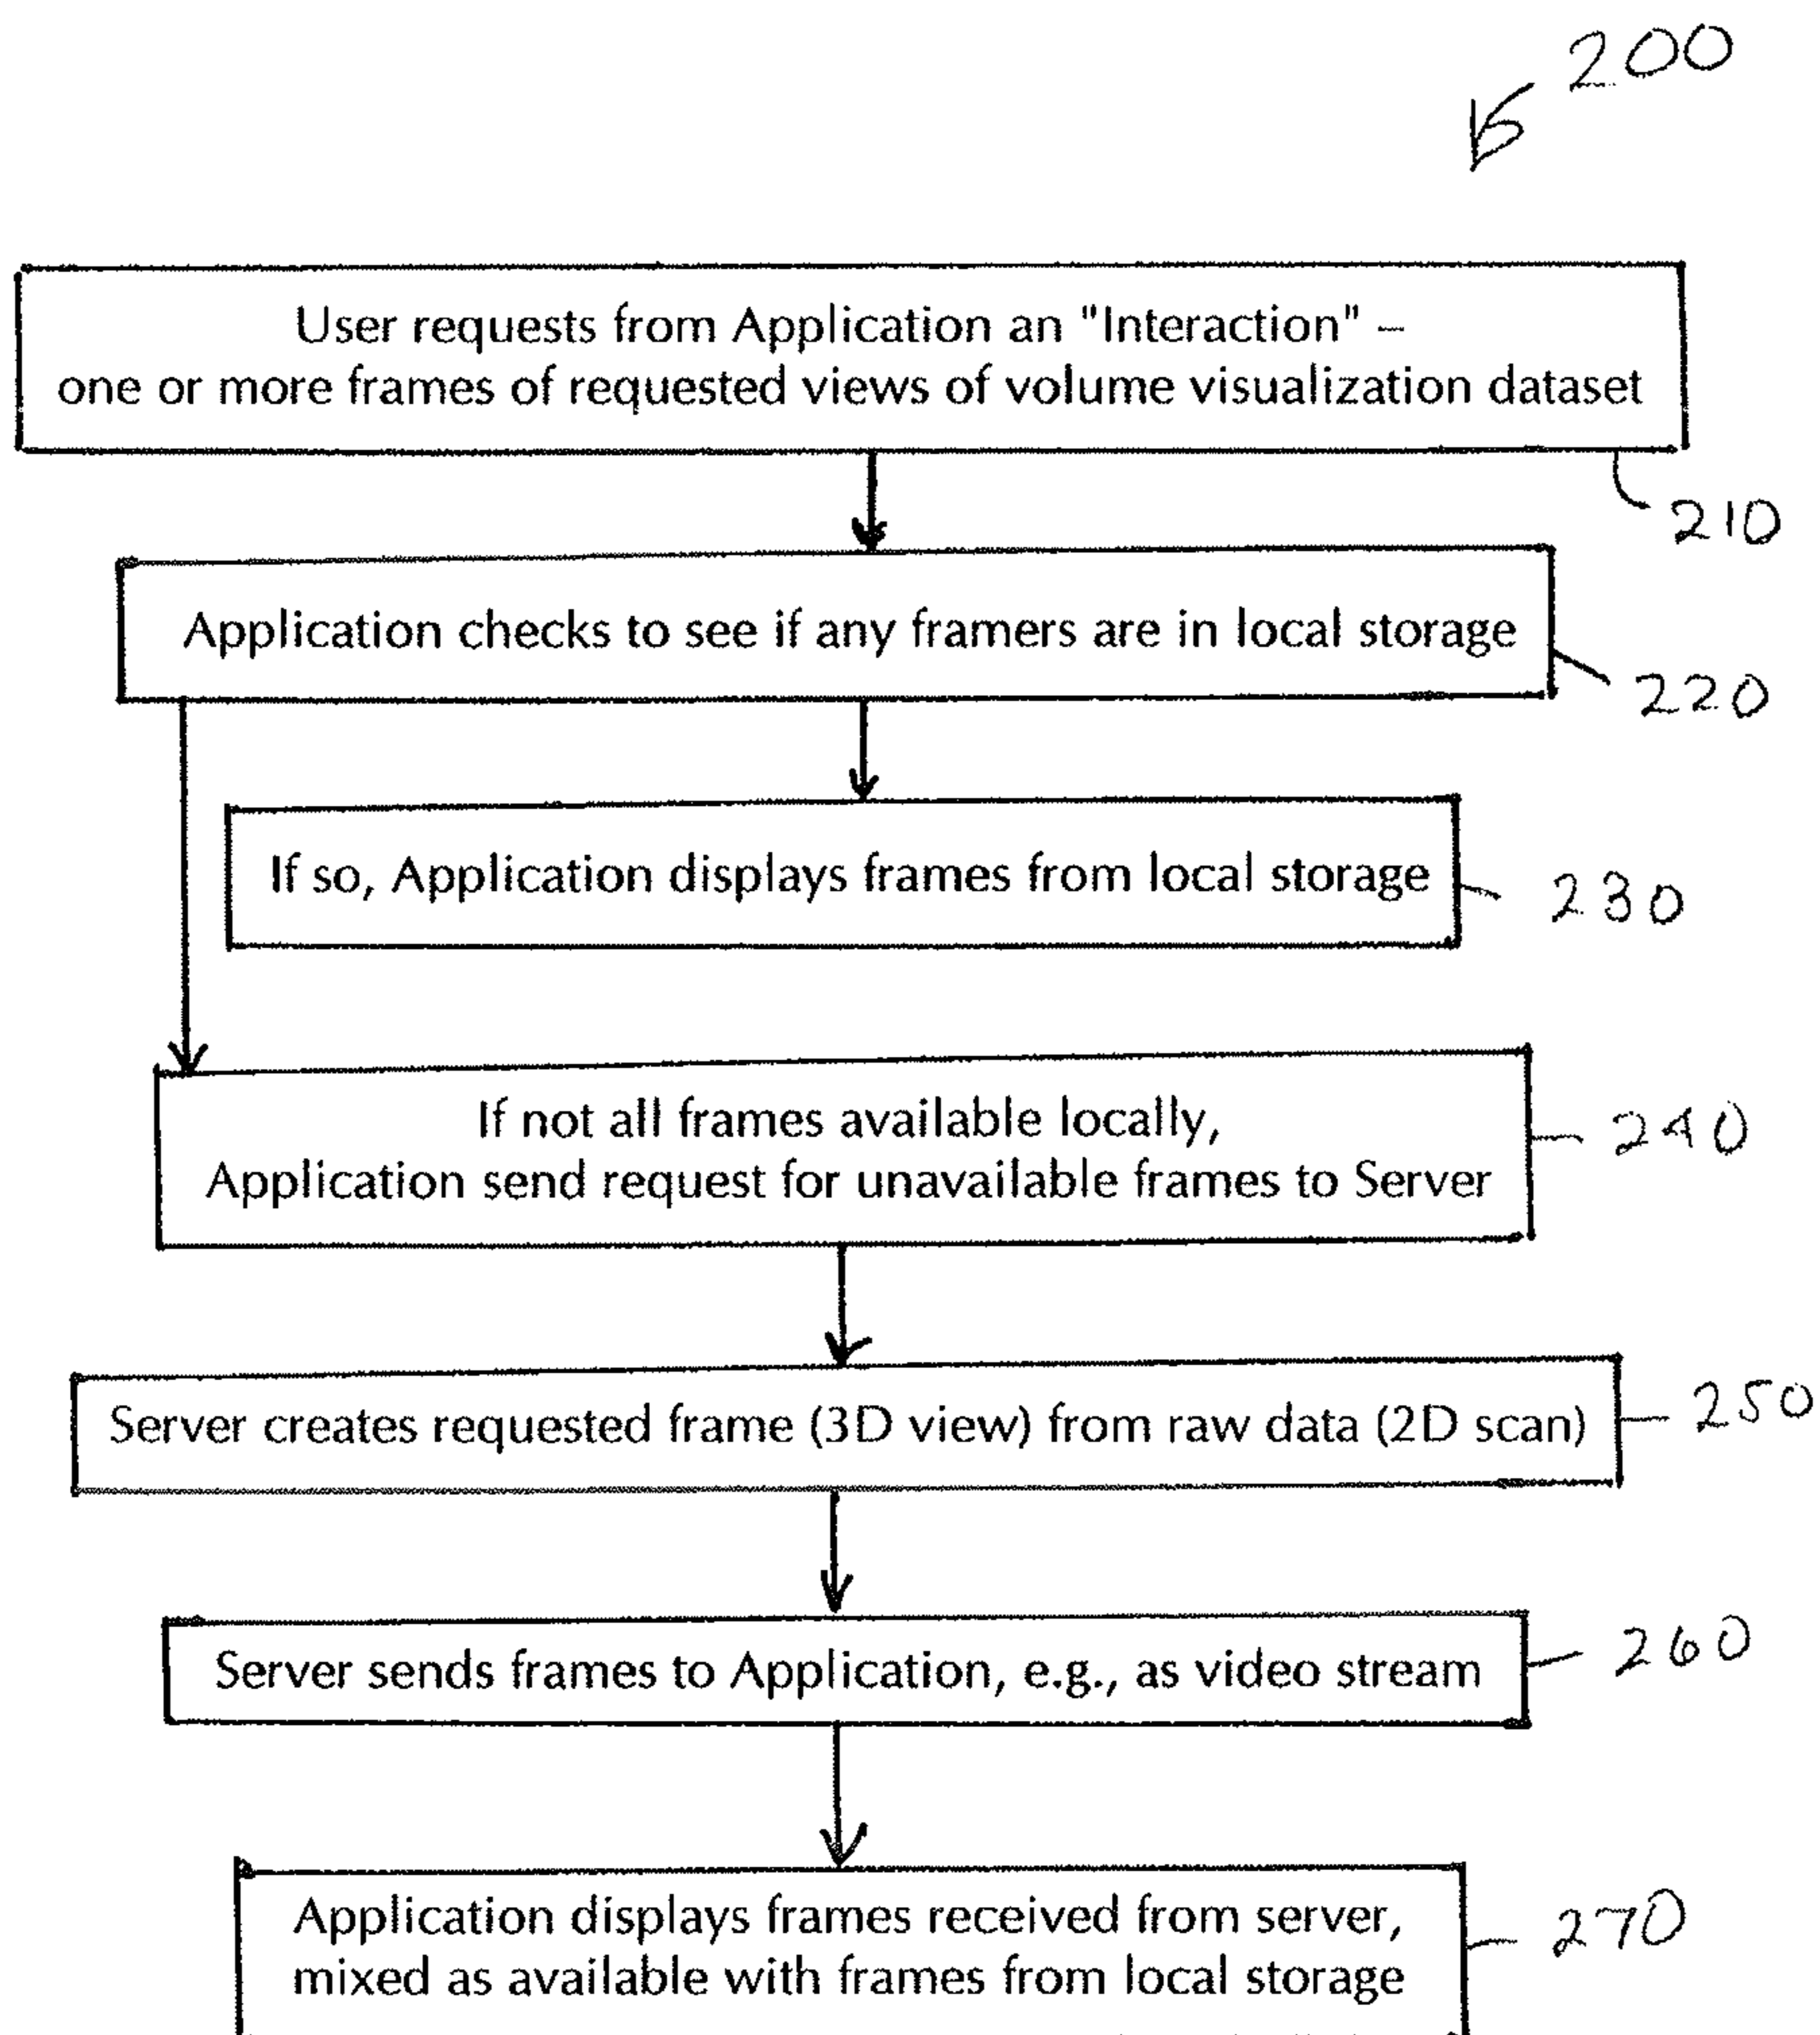 200
User requests from Application an "Interaction" –
one or more frames of requested views of volume visualization dataset
210
Application checks to see if any framers are in local storage
220
If so, Application displays frames from local storage
230
If not all frames available locally,
Application send request for unavailable frames to Server
240
Server creates requested frame (3D view) from raw data (2D scan)
250
Server sends frames to Application, e.g., as video stream
260
Application displays frames received from server,
mixed as available with frames from local storage
270